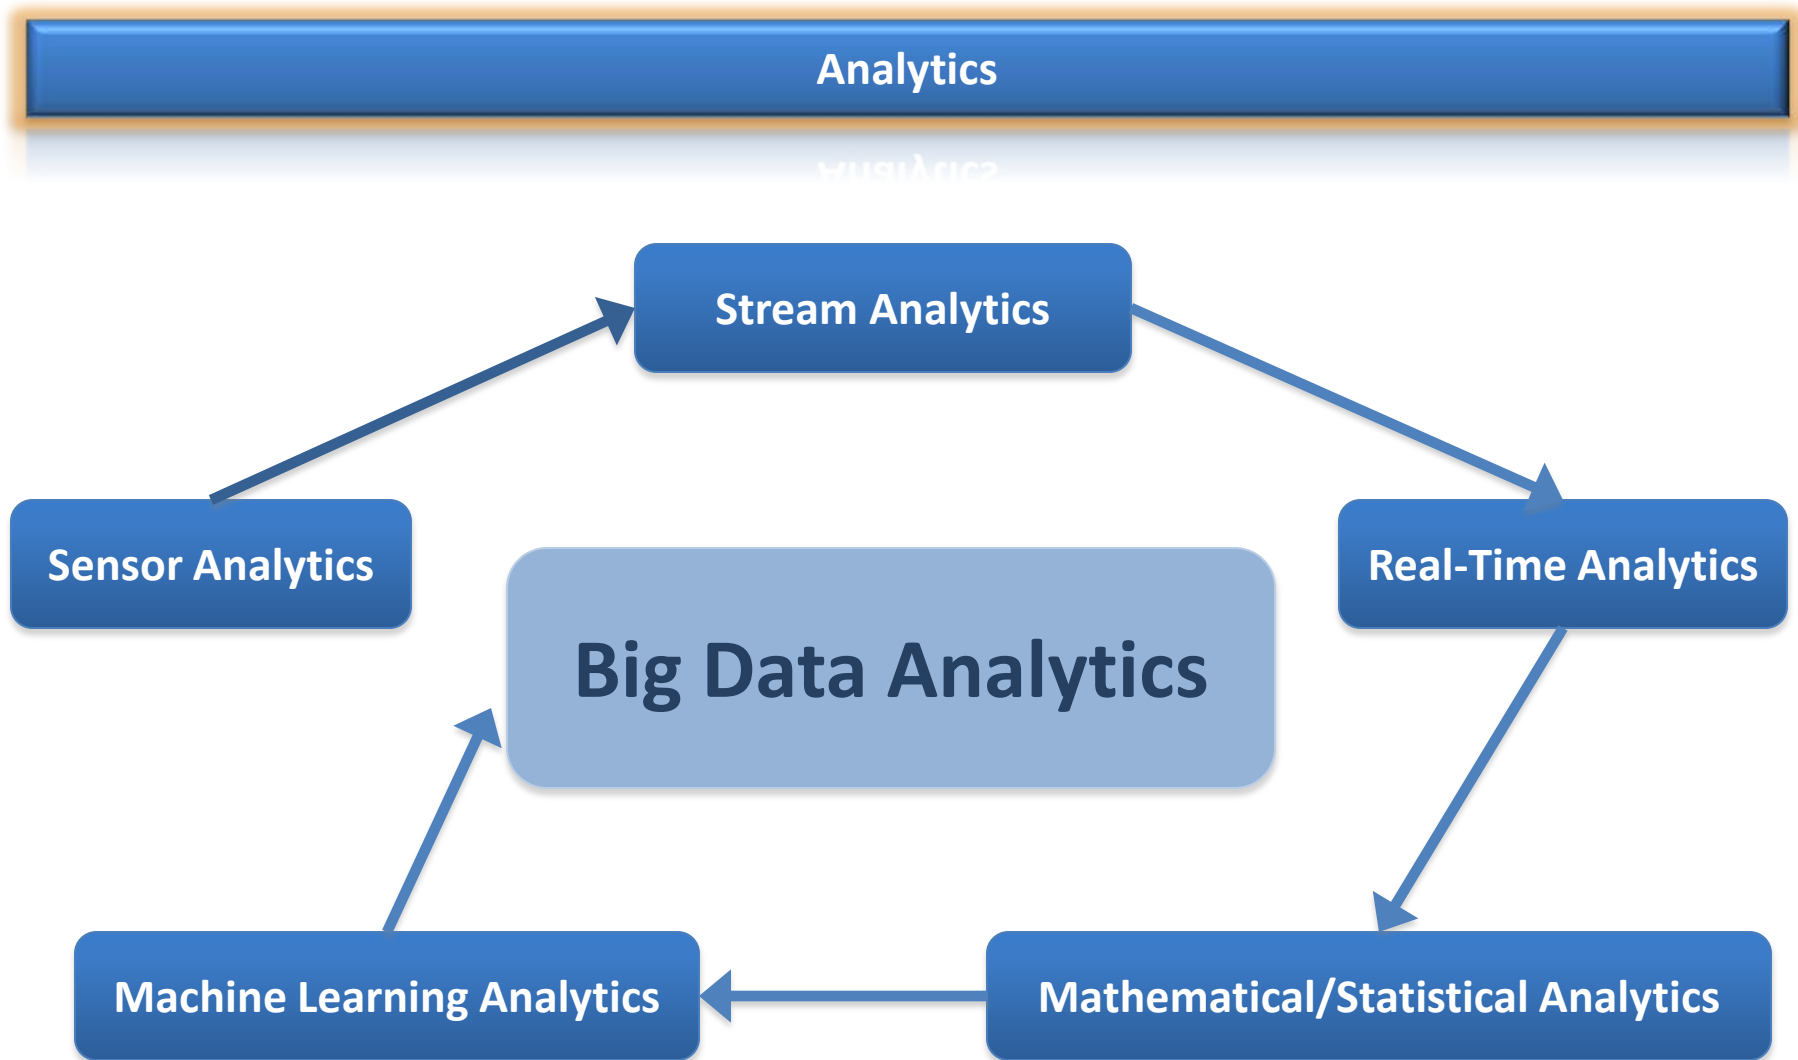 Analytics
Stream Analytics
Sensor Analytics
Real-Time Analytics
Big Data Analytics
Machine Learning Analytics
Mathematical/Statistical Analytics